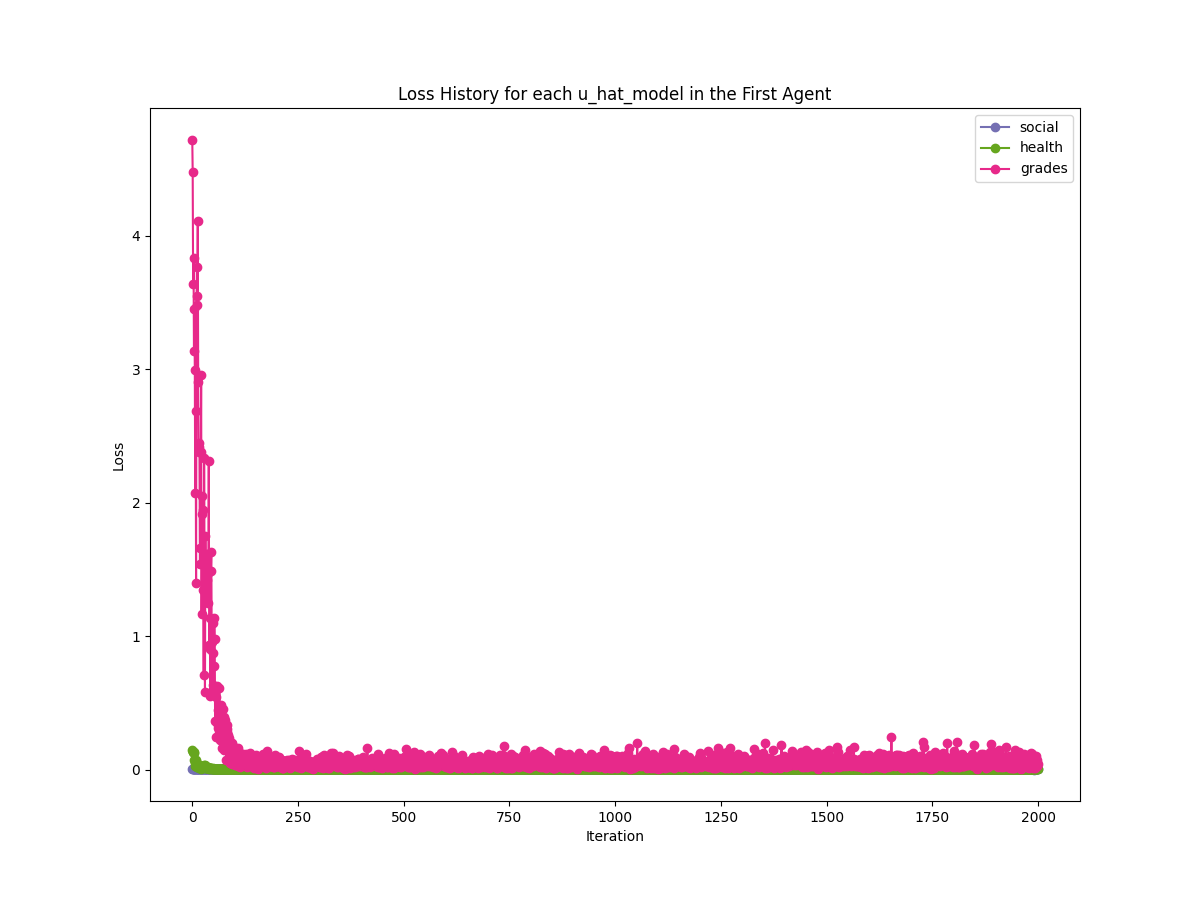 Loss History for each u_hat_model in the First Agent
social
health
grades
4
3
2
1
0
Loss
0 250 500 750 1000 1250 1500 1750 2000
Iteration